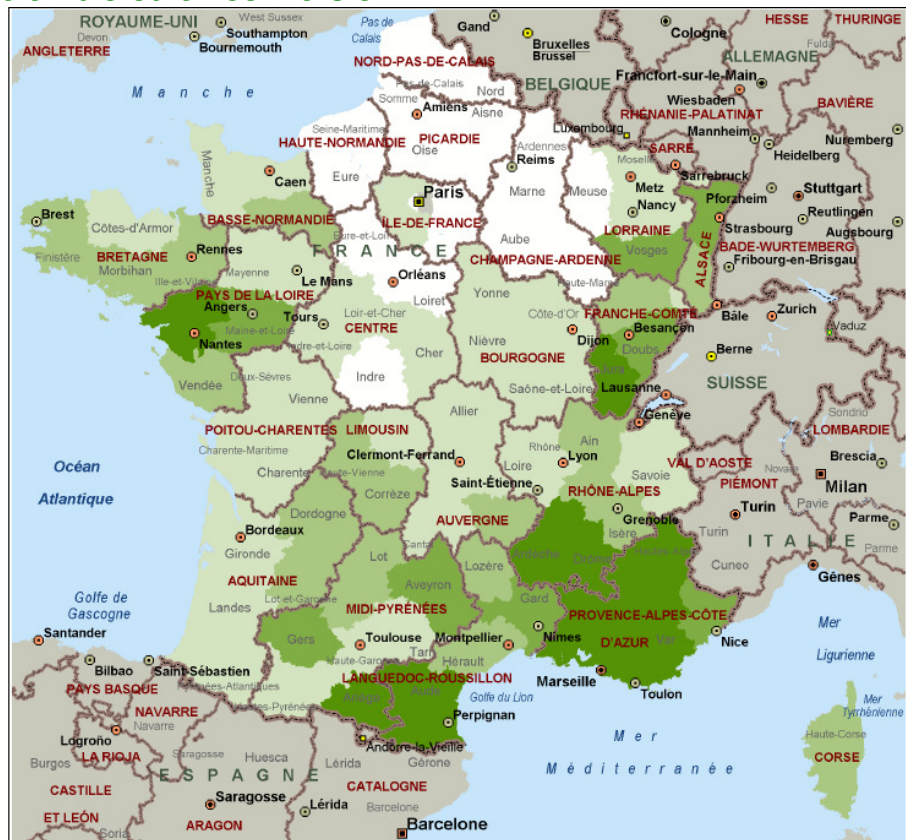 ROYAUME-UNI
West Sussex
Southampton
Devon
Bournemouth
ANGLETERRE
Pas de
Calais
Gand
Bruxelles
Brussel
BELGIQUE
Cologne
HESSE
THURINGE
Fulda
ALLEMAGNE
Francfort-sur-le-Main
Wiesbaden
RHÉNANIE-PALATINAT
BAVIÈRE
Manche
NORD-PAS-DE-CALAIS
Pas-de-Calais
Nord
Somme
Amiens
Aisne
PICARDIE
Oise
Seine-Maritime
HAUTE-NORMANDIE
Eure
Luxembourg
Ardennes
Reims
Mannheim
Nuremberg
Heidelberg
SARRE
Sarrebruck
Moselle
Metz
Meuse
Marne
Manche
Caen
Paris
ÎLE-DE-FRANCE
Nancy
LORRAINE
Pforzheim
Stuttgart
Reutlingen
Strasbourg
Augsbourg
BADE-WURTEMBERG
Fribourg-en-Brisgau
ALSACE
Brest
Côtes-d'Armor
BASSE-NORMANDIE
Finistère
BRETAGNE
Morbihan
Rennes
Ille-et-Vilaine
Mayenne
Eure-et-Loir
FRANCE
Aube
CHAMPAGNE-ARDENNE
Vosges
Haute-Marne
Le Mans
Orléans
Loiret
PAYS DE LA LOIRE
Angers
Maine-et-Loire
Nantes
Tours
Indre-et-Loire
Loir-et-Cher
CENTRE
Cher
Yonne
Côte-d'Or
Nièvre
BOURGOGNE
Dijon
FRANCHE-COMTÉ
Besançon
Doubs
Jura
Bâle
Zurich
Vaduz
Berne
SUISSE
Lausanne
Genève
Vendée
Deux-Sèvres
Vienne
Indre
Saône-et-Loire
Allier
POITOU-CHARENTES
LIMOUSIN
Charente-Maritime
Charente
Haute-Vienne
Clermont-Ferrand
Corrèze
Loire
Rhône
Ain
Lyon
Saint-Étienne
RHÔNE-ALPES
Savoie
Grenoble
Isère
VAL D'AOSTE
PIÉMONT
Sondrio
LOMBARDIE
Brescia
Novare
Milan
Pavie
Turin
Turin
Parme
Parme
ITALIE
Cuneo
Gênes
Océan
Atlantique
Dordogne
Bordeaux
Gironde
AUVERGNE
Cantal
Lot
Lozère
Ardèche
Drôme
Hautes-Alpes
AQUITAINE
Lot-et-Garonne
Landes
Aveyron
MIDI-PYRÉNÉES
Gers
Toulouse
Tarn
Haute-Garonne
Gard
Nîmes
Montpellier
Hérault
PROVENCE-ALPES-CÔTE
D'AZUR
Var
Nice
Marseille
Toulon
Golfe de
Gascogne
Santander
Bilbao
Saint-Sébastien
PAYS BASQUE
Pyrénées-Atlantiques
Hautes-Pyrénées
LANGUEDOC-ROUSSILLON
Ariège
Aude
Golfe du Lion
Perpignan
Mer
Ligurienne
Mer
Tyrrhénienne
Haute-Corse
CORSE
NAVARRE
Navarre
Logroño
LA RIOJA
Burgos
Saragosse
Huesca
ESPAGNE
Andorre-la-Vieille
Lérida
Gérone
CATALOGNE
Barcelone
CASTILLE
ET LEÓN
Soria
Saragosse
ARAGON
Lérida
Barcelone
Mer
Méditerranée